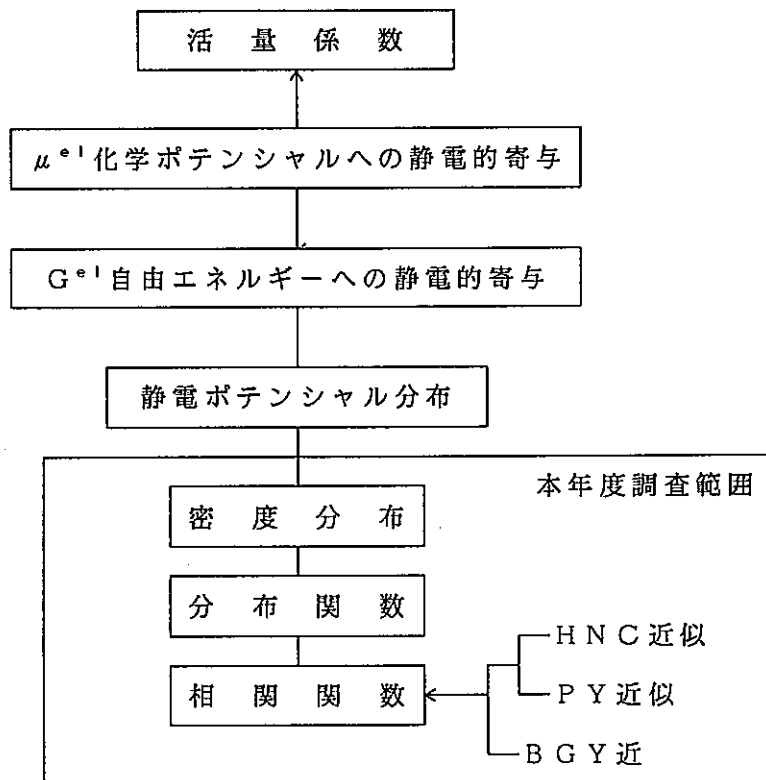 活量係数
μ^el化学ポテンシャルへの静電的寄与
G^el自由エネルギーへの静電的寄与
静電ポテンシャル分布
本年度調査範囲
密度分布
分布関数
HNC近似
相関関数
PY近似
BGY近